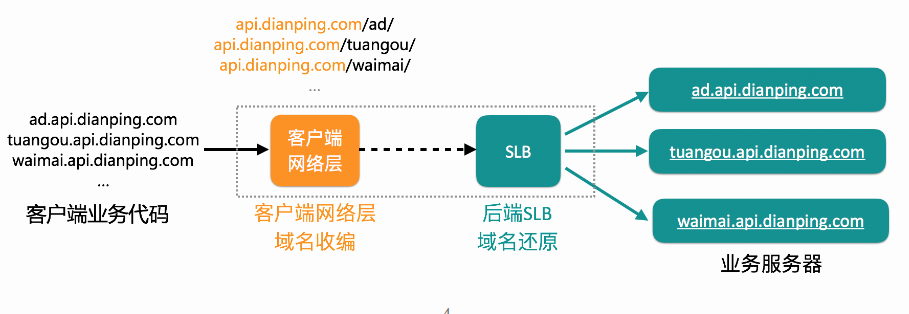 api.dianping.com/ad/
api.dianping.com/tuangou/
api.dianping.com/waimai/
...
ad.api.dianping.com
tuangou.api.dianping.com
waimai.api.dianping.com
...
客户端业务代码
客户端
网络层
客户端网络层
域名收编
SLB
后端SLB
域名还原
ad.api.dianping.com
tuangou.api.dianping.com
waimai.api.dianping.com
业务服务器